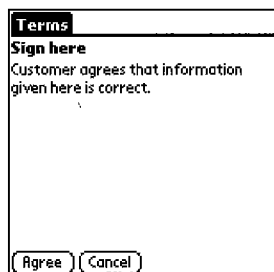 Terms
Sign here
Customer agrees that information
given here is correct.
Agree Cancel